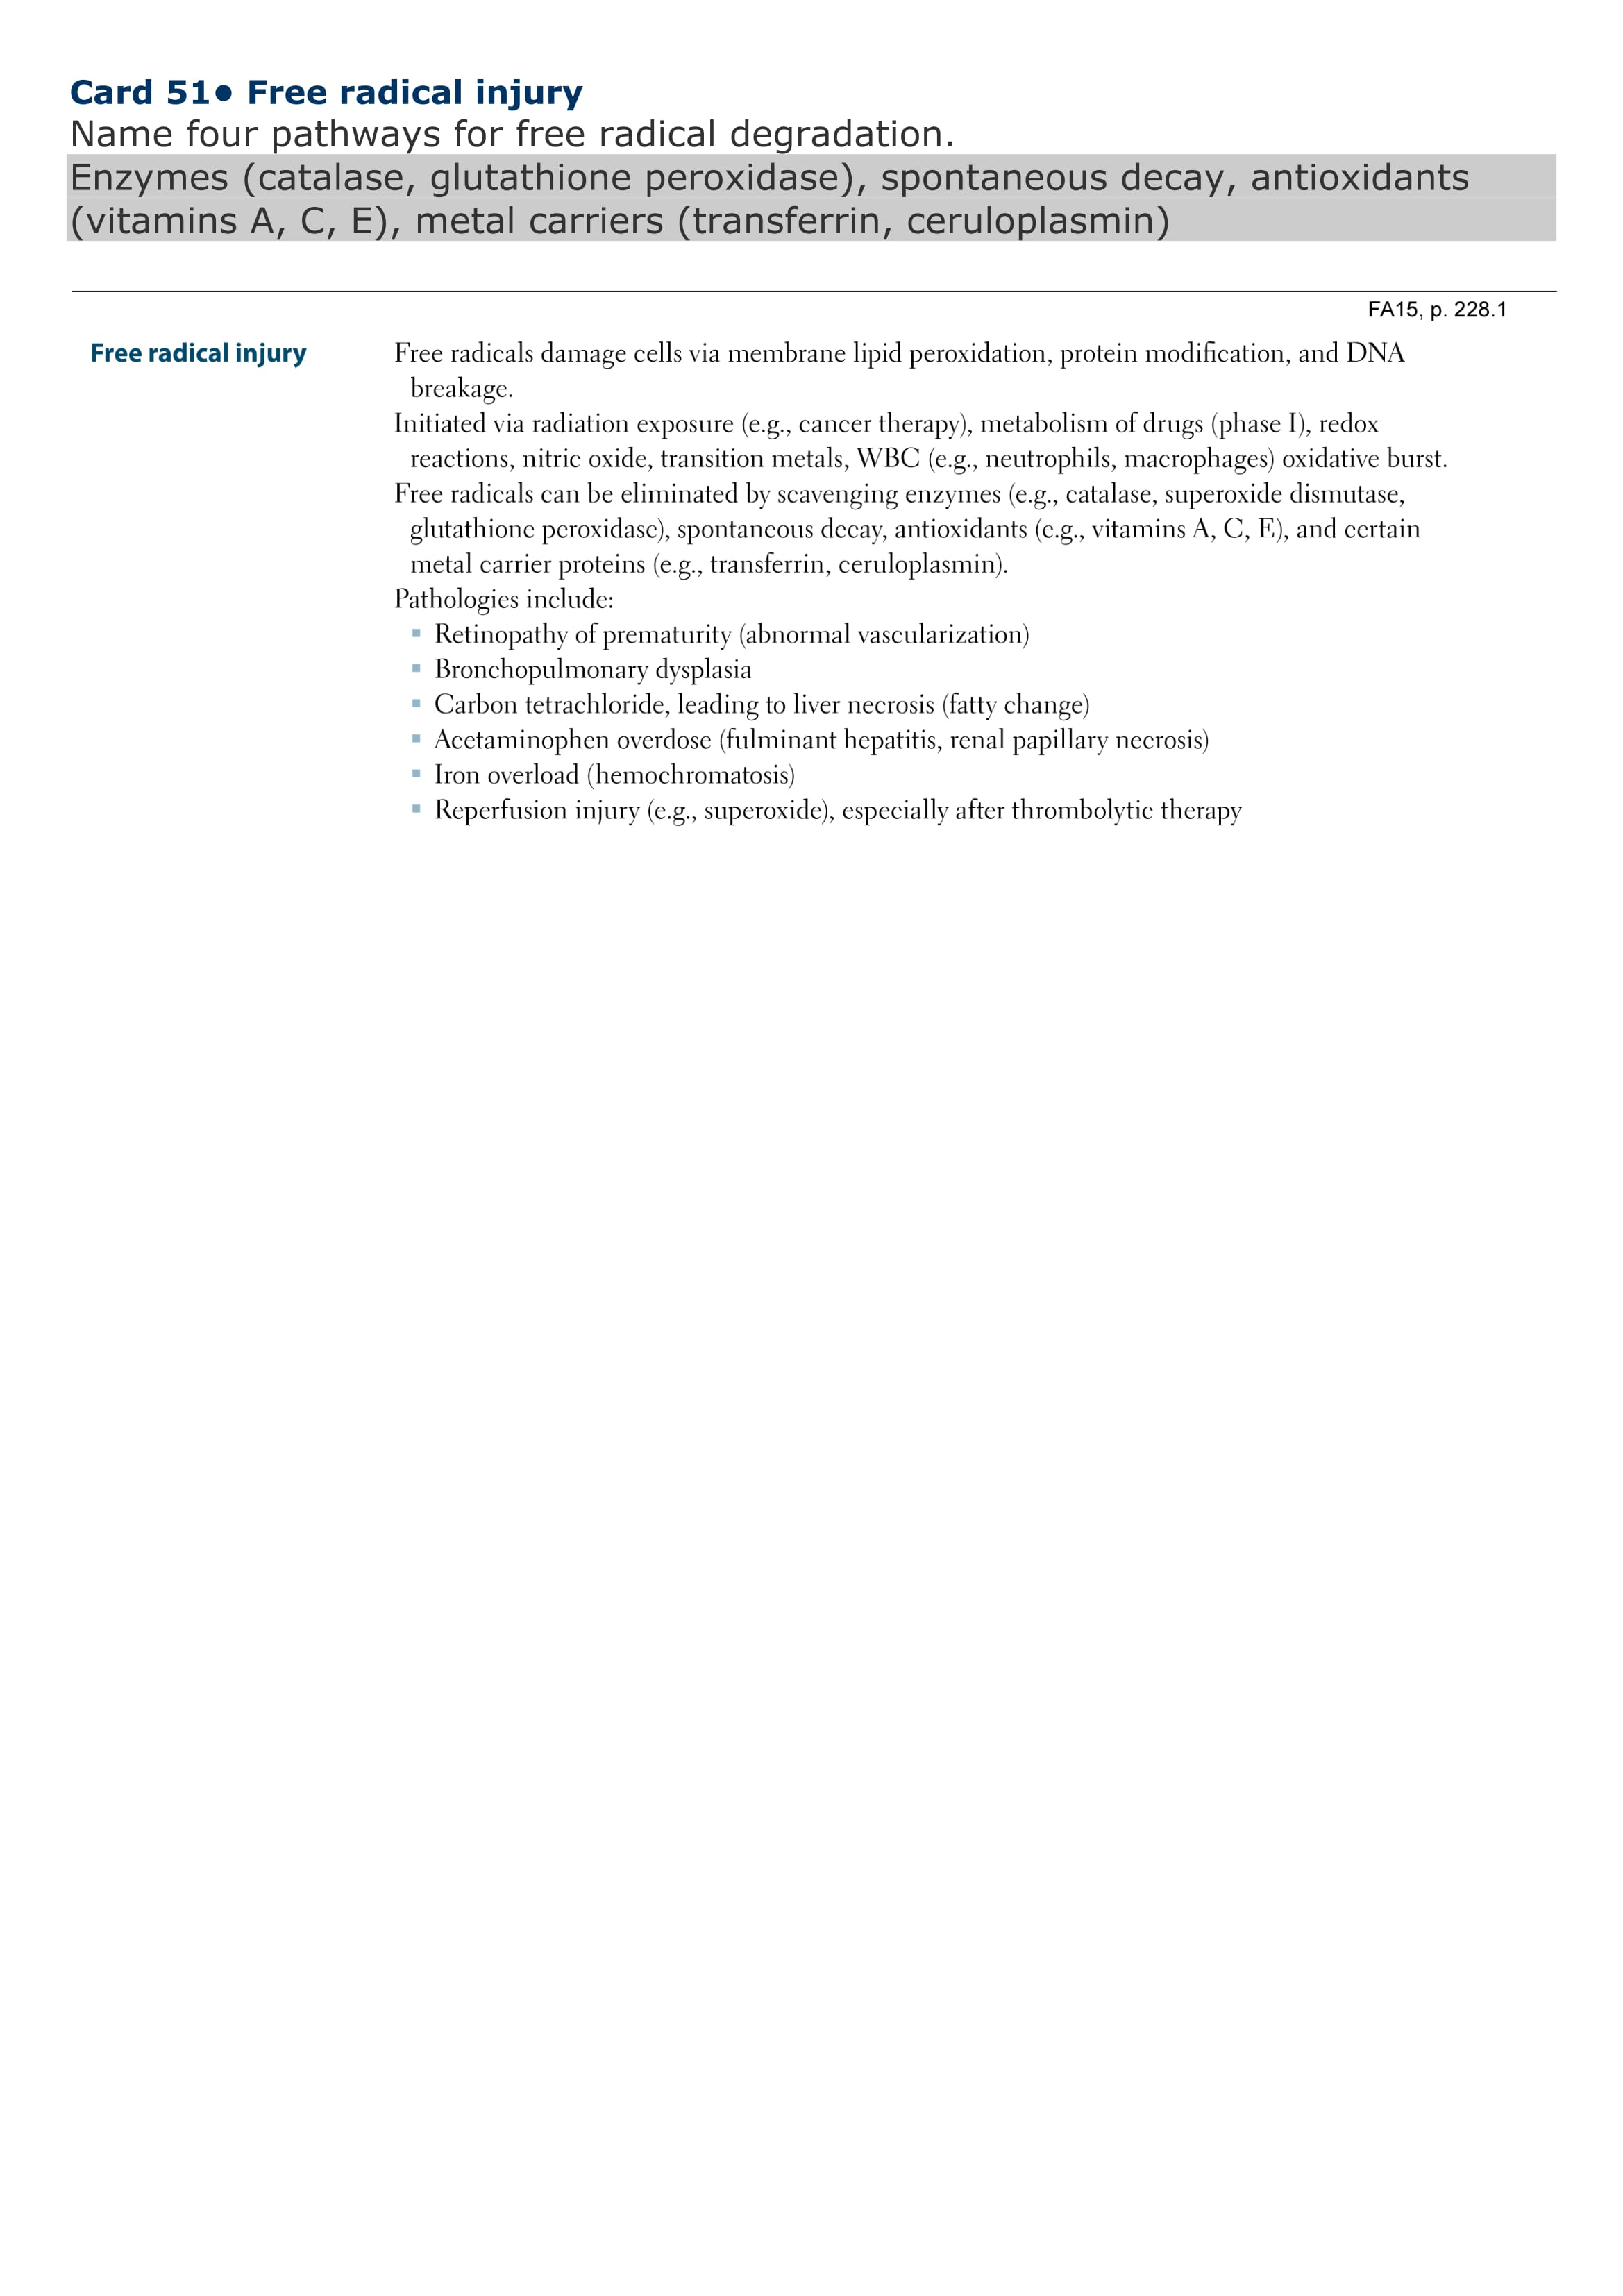 Card 51● Free radical injury
Name four pathways for free radical degradation.
Enzymes (catalase, glutathione peroxidase), spontaneous decay, antioxidants
(vitamins A, C, E), metal carriers (transferrin, ceruloplasmin)
FA15, p. 228.1
Free radical injury
Free radicals damage cells via membrane lipid peroxidation, protein modification, and DNA
breakage.
Initiated via radiation exposure (e.g., cancer therapy), metabolism of drugs (phase I), redox
reactions, nitric oxide, transition metals, WBC (e.g., neutrophils, macrophages) oxidative burst.
Free radicals can be eliminated by scavenging enzymes (e.g., catalase, superoxide dismutase,
glutathione peroxidase), spontaneous decay, antioxidants (e.g., vitamins A, C, E), and certain
metal carrier proteins (e.g., transferrin, ceruloplasmin).
Pathologies include:
▪ Retinopathy of prematurity (abnormal vascularization)
▪ Bronchopulmonary dysplasia
▪ Carbon tetrachloride, leading to liver necrosis (fatty change)
▪ Acetaminophen overdose (fulminant hepatitis, renal papillary necrosis)
▪ Iron overload (hemochromatosis)
▪ Reperfusion injury (e.g., superoxide), especially after thrombolytic therapy